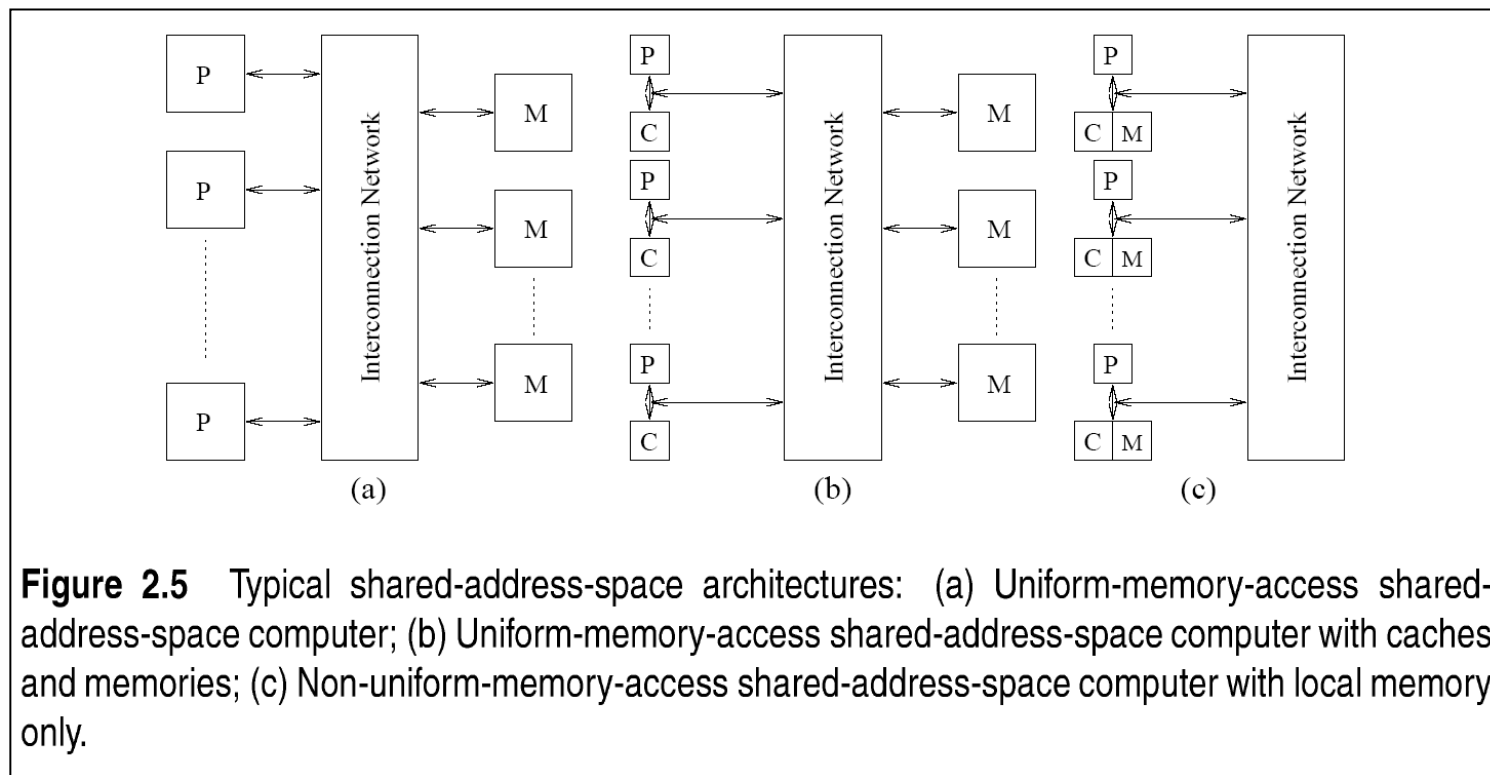 P
P
P
Interconnection Network
M
M
M
(a)
P
C
P
C
P
C
Interconnection Network
M
M
M
(b)
P
C M
P
C M
P
C M
Interconnection Network
(c)
Figure 2.5 Typical shared-address-space architectures: (a) Uniform-memory-access shared-
address-space computer; (b) Uniform-memory-access shared-address-space computer with caches
and memories; (c) Non-uniform-memory-access shared-address-space computer with local memory
only.